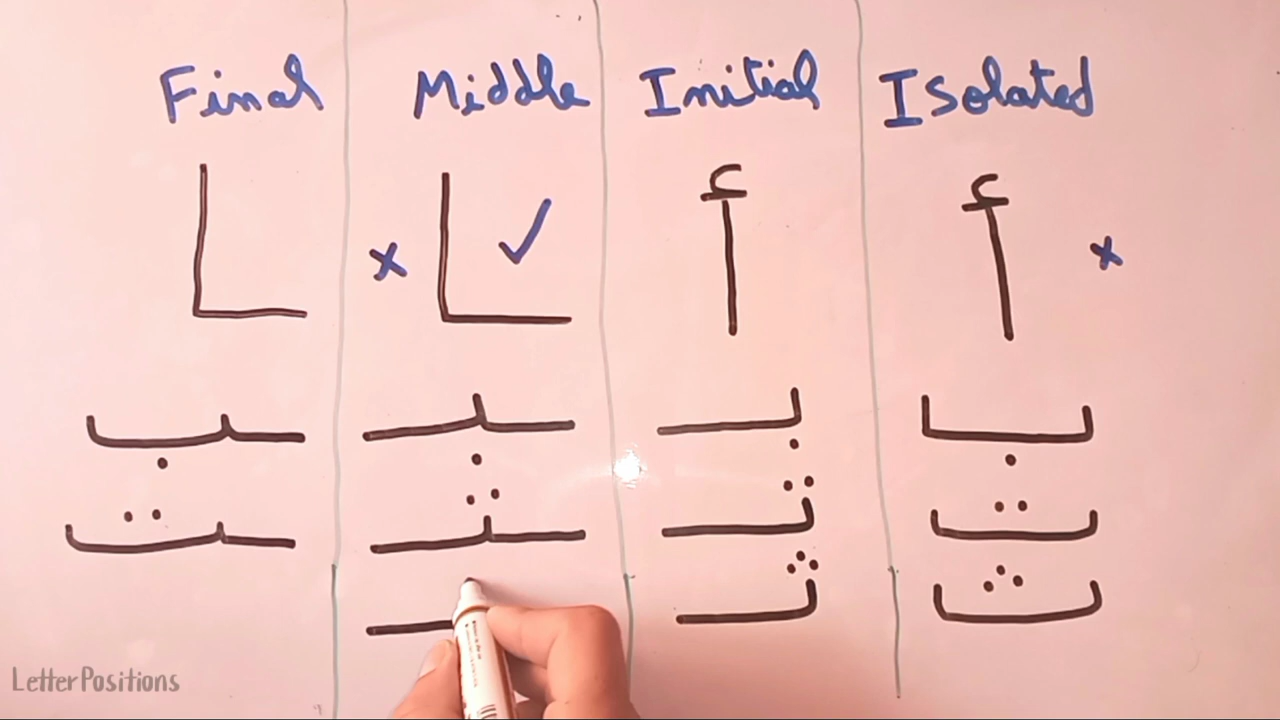 Final Middle Initial Isolated
ـا ـا أ أ
ـب ـبـ بـ ب
ـت ـتـ تـ ت
ثـ ث
LetterPositions